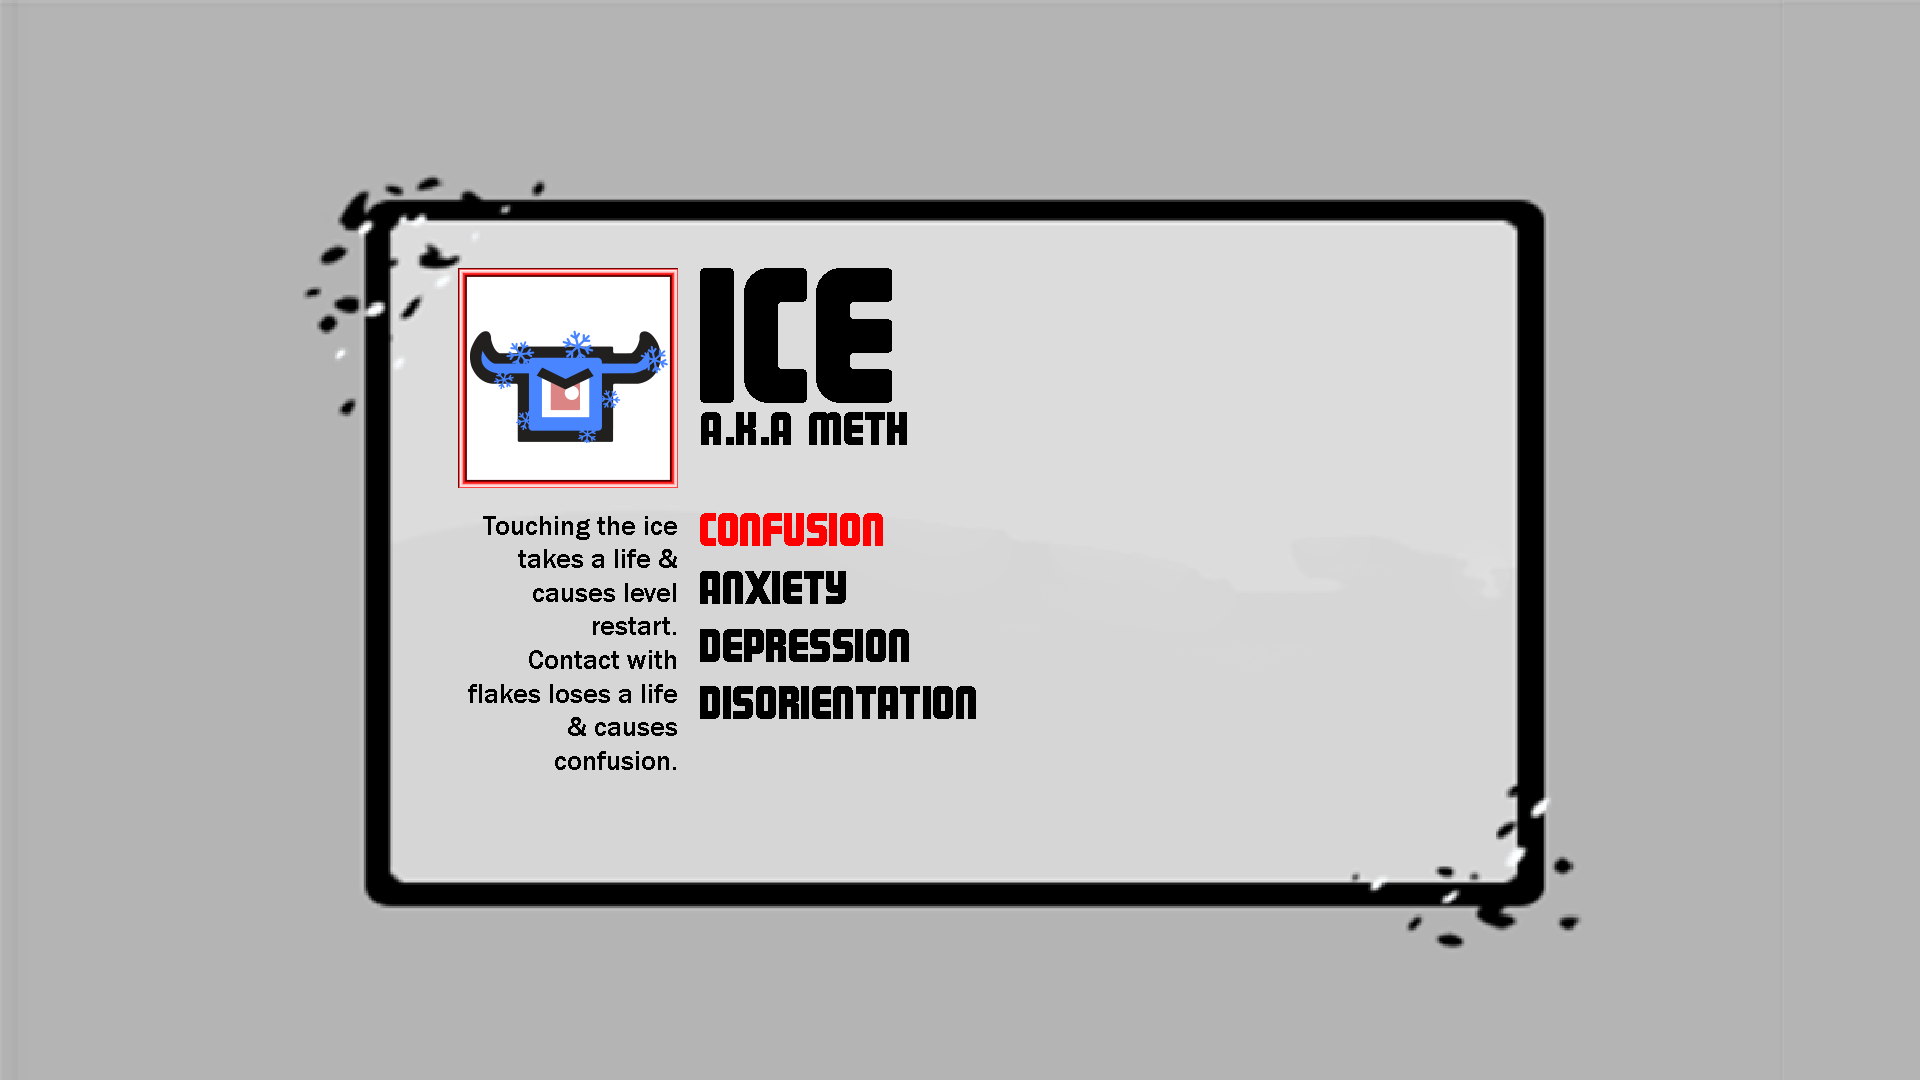 ICE
A.K.A METH
Touching the ice
takes a life &
causes level
restart.
Contact with
flakes loses a life
& causes
confusion.
CONFUSION
ANXIETY
DEPRESSION
DISORIENTATION